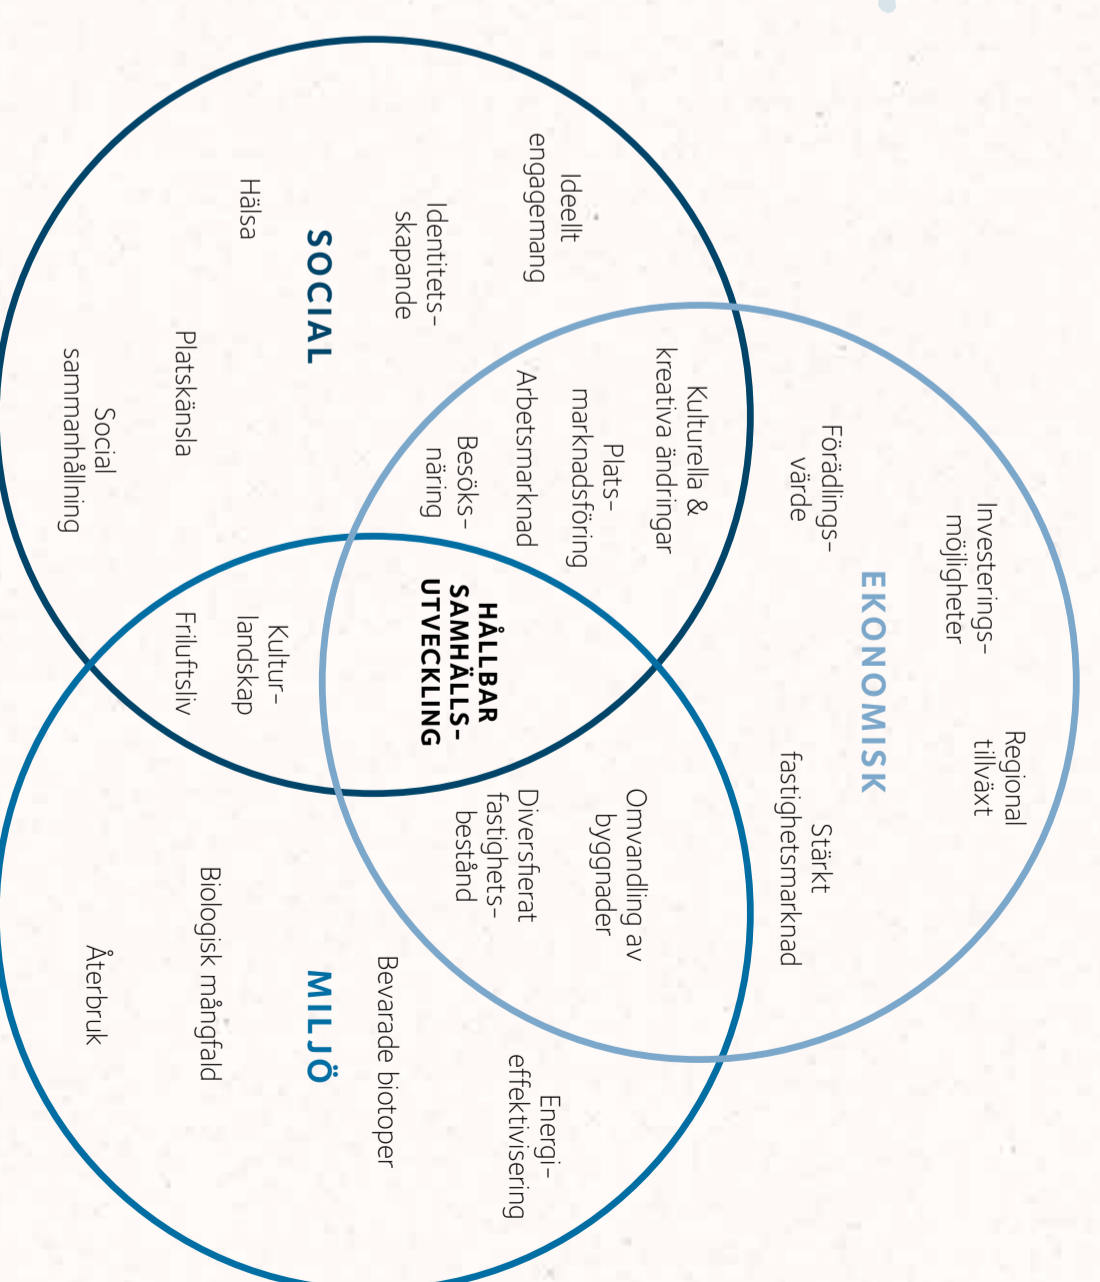 Regional
tillväxt
Investerings-
möjligheter
EKONOMISK
Förädlings-
värde
Stärkt
fastighetsmarknad
Kulturella &
kreativa ändringar
Plats-
marknadsföring
Arbetsmarknad
Besöks-
näring
Omvandling av
byggnader
Diversfierat
fastighets-
bestånd
HÅLLBAR
SAMHÄLLS-
UTVECKLING
Ideellt
engagemang
Identitets-
skapande
SOCIAL
Hälsa
Platskänsla
Social
sammanhållning
Kultur-
landskap
Friluftsliv
Energi-
effektivisering
Bevarade biotoper
MILJÖ
Biologisk mångfald
Återbruk